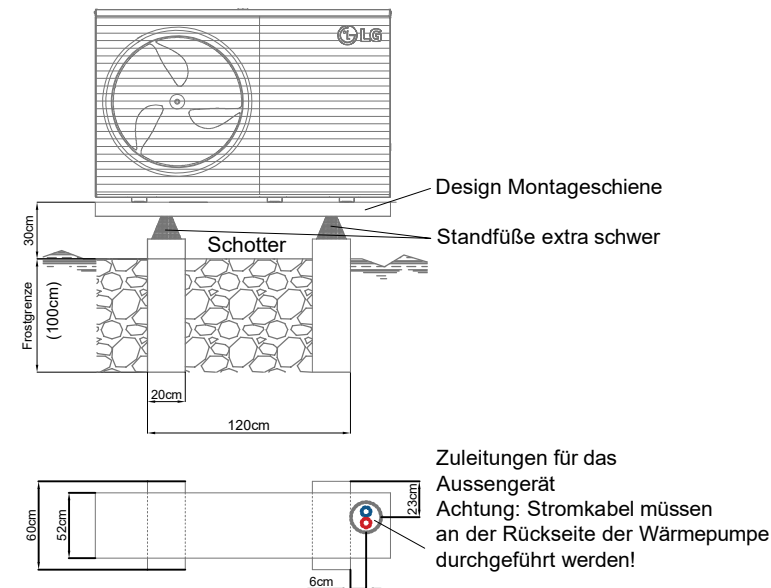 LG
Design Montageschiene
Standfüße extra schwer
30cm
Schotter
Frostgrenze
(100cm)
20cm
120cm
Zuleitungen für das
Aussengerät
Achtung: Stromkabel müssen
an der Rückseite der Wärmepumpe
durchgeführt werden!
23cm
60cm
52cm
6cm